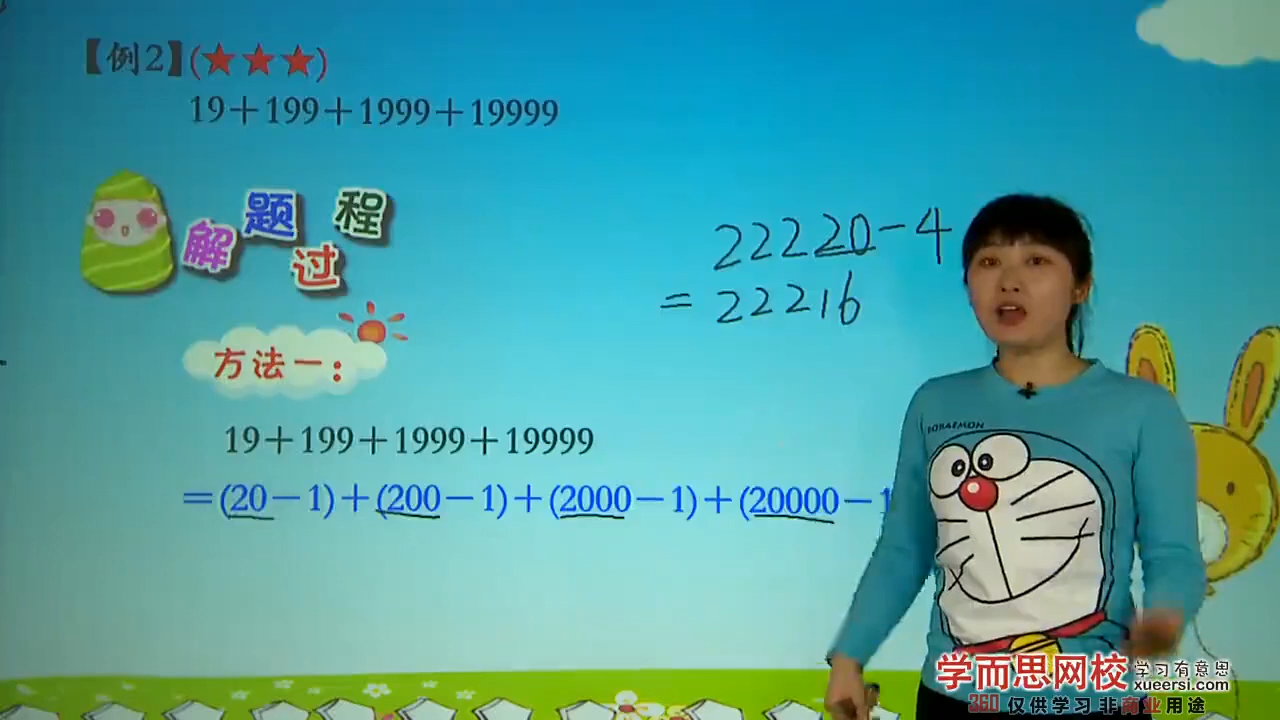 【例2】(★★★)
19+199+1999+19999
解题过程
22220-4
=22216
方法一:
19+199+1999+19999
=(20-1)+(200-1)+(2000-1)+(20000-1
DORAEMON
学而思网校 学习有意思
xueersi.com
360 仅供学习 非商业用途